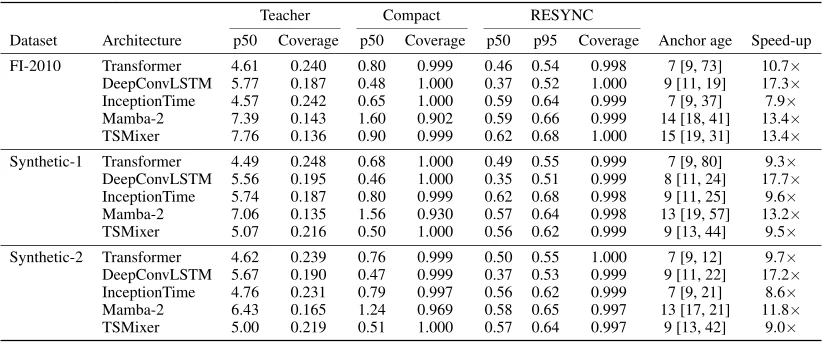 Teacher Compact RESYNC
Dataset Architecture p50 Coverage p50 Coverage p50 p95 Coverage Anchor age Speed-up
FI-2010 Transformer 4.61 0.240 0.80 0.999 0.46 0.54 0.998 7 [9, 73] 10.7×
DeepConvLSTM 5.77 0.187 0.48 1.000 0.37 0.52 1.000 9 [11, 19] 17.3×
InceptionTime 4.57 0.242 0.65 1.000 0.59 0.64 0.999 7 [9, 37] 7.9×
Mamba-2 7.39 0.143 1.60 0.902 0.59 0.66 0.999 14 [18, 41] 13.4×
TSMixer 7.76 0.136 0.90 0.999 0.62 0.68 1.000 15 [19, 31] 13.4×
Synthetic-1 Transformer 4.49 0.248 0.68 1.000 0.49 0.55 0.999 7 [9, 80] 9.3×
DeepConvLSTM 5.56 0.195 0.46 1.000 0.35 0.51 0.999 8 [11, 24] 17.7×
InceptionTime 5.74 0.187 0.80 0.999 0.62 0.68 0.998 9 [11, 25] 9.6×
Mamba-2 7.06 0.135 1.56 0.930 0.57 0.64 0.998 13 [19, 57] 13.2×
TSMixer 5.07 0.216 0.50 1.000 0.56 0.62 0.999 9 [13, 44] 9.5×
Synthetic-2 Transformer 4.62 0.239 0.76 0.999 0.50 0.55 1.000 7 [9, 12] 9.7×
DeepConvLSTM 5.67 0.190 0.47 0.999 0.37 0.53 0.999 9 [11, 22] 17.2×
InceptionTime 4.76 0.231 0.79 0.997 0.56 0.62 0.999 7 [9, 21] 8.6×
Mamba-2 6.43 0.165 1.24 0.969 0.58 0.65 0.997 13 [17, 21] 11.8×
TSMixer 5.00 0.219 0.51 1.000 0.57 0.64 0.997 9 [13, 42] 9.0×